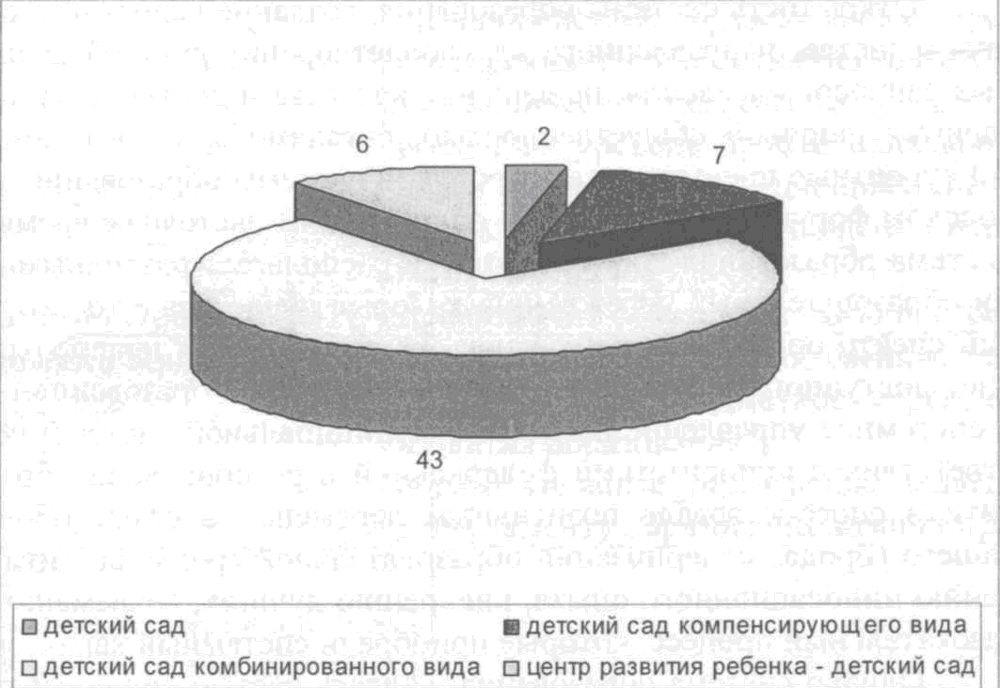 6
2
7
43
детский сад
детский сад компенсирующего вида
детский сад комбинированного вида
центр развития ребенка - детский сад